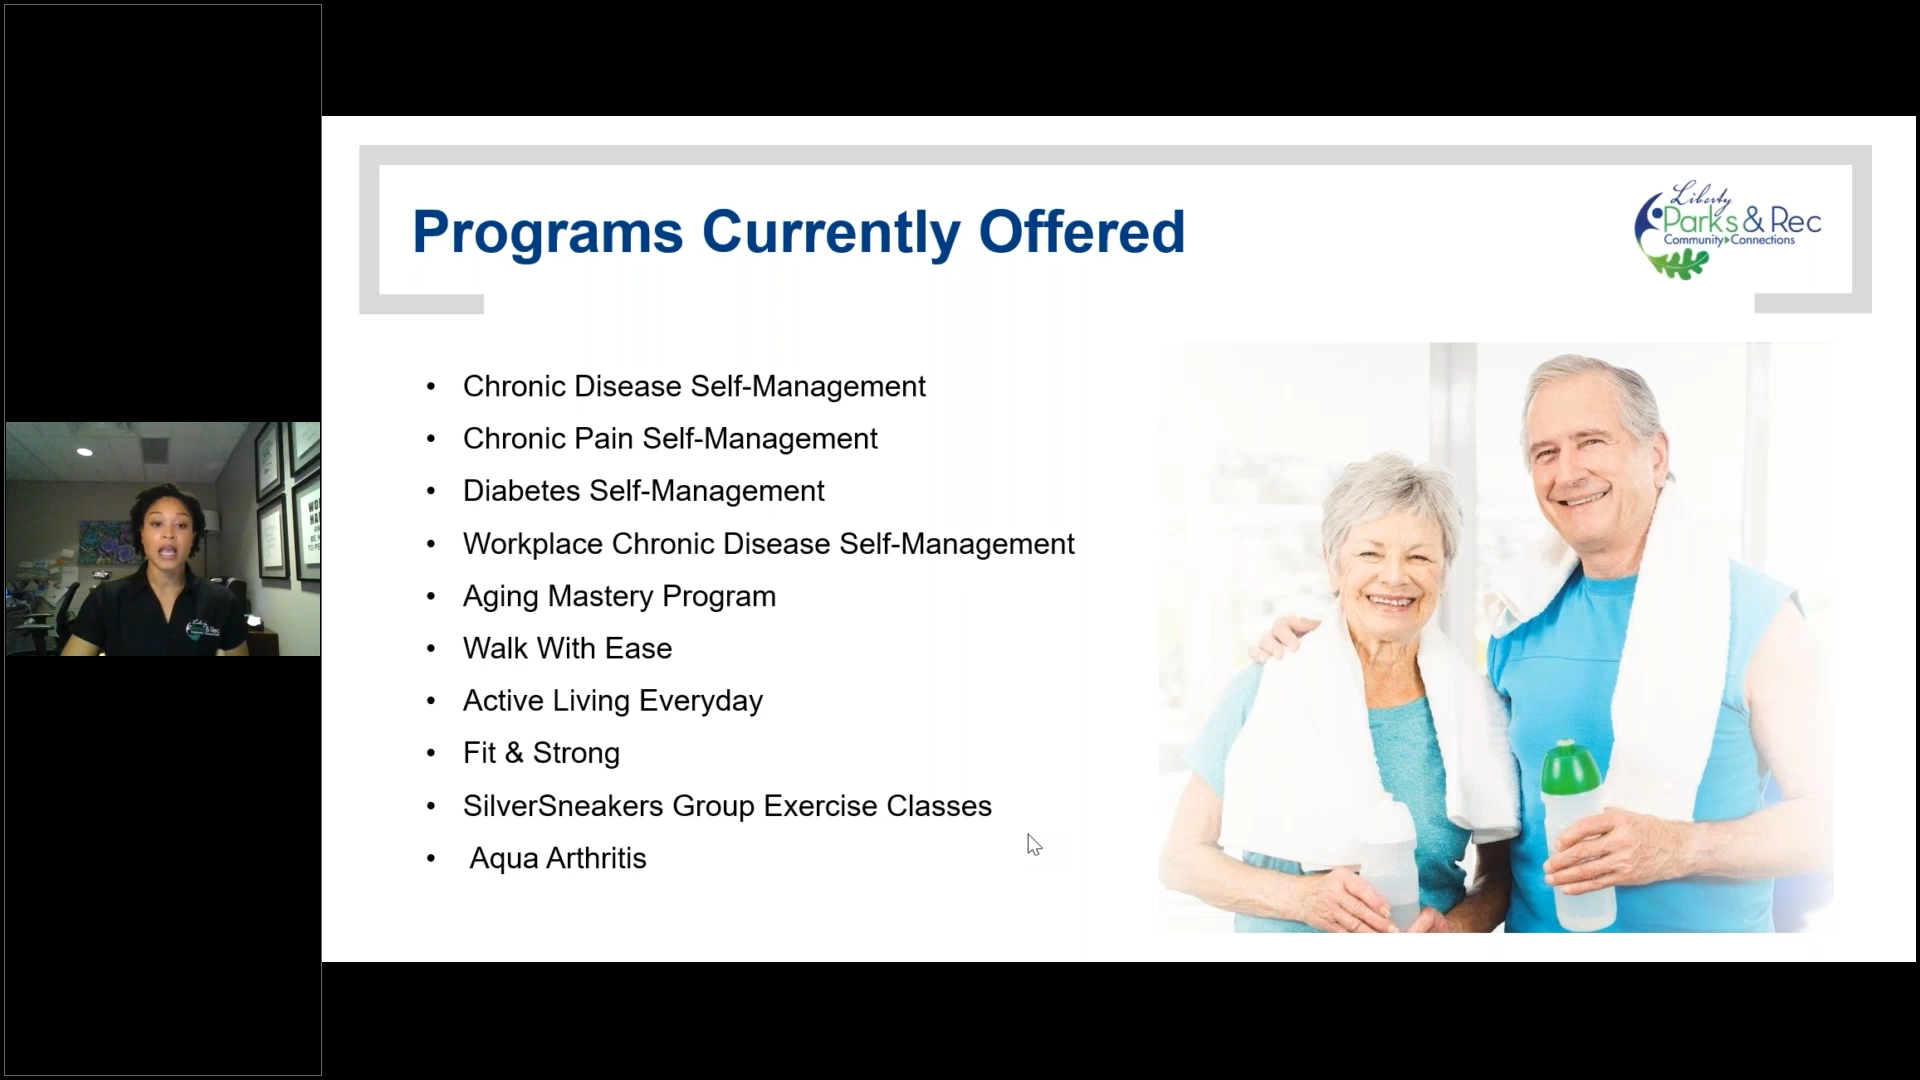 Programs Currently Offered
Liberty
Parks & Rec
Community Connections
• Chronic Disease Self-Management
• Chronic Pain Self-Management
• Diabetes Self-Management
• Workplace Chronic Disease Self-Management
• Aging Mastery Program
• Walk With Ease
• Active Living Everyday
• Fit & Strong
• SilverSneakers Group Exercise Classes
• Aqua Arthritis